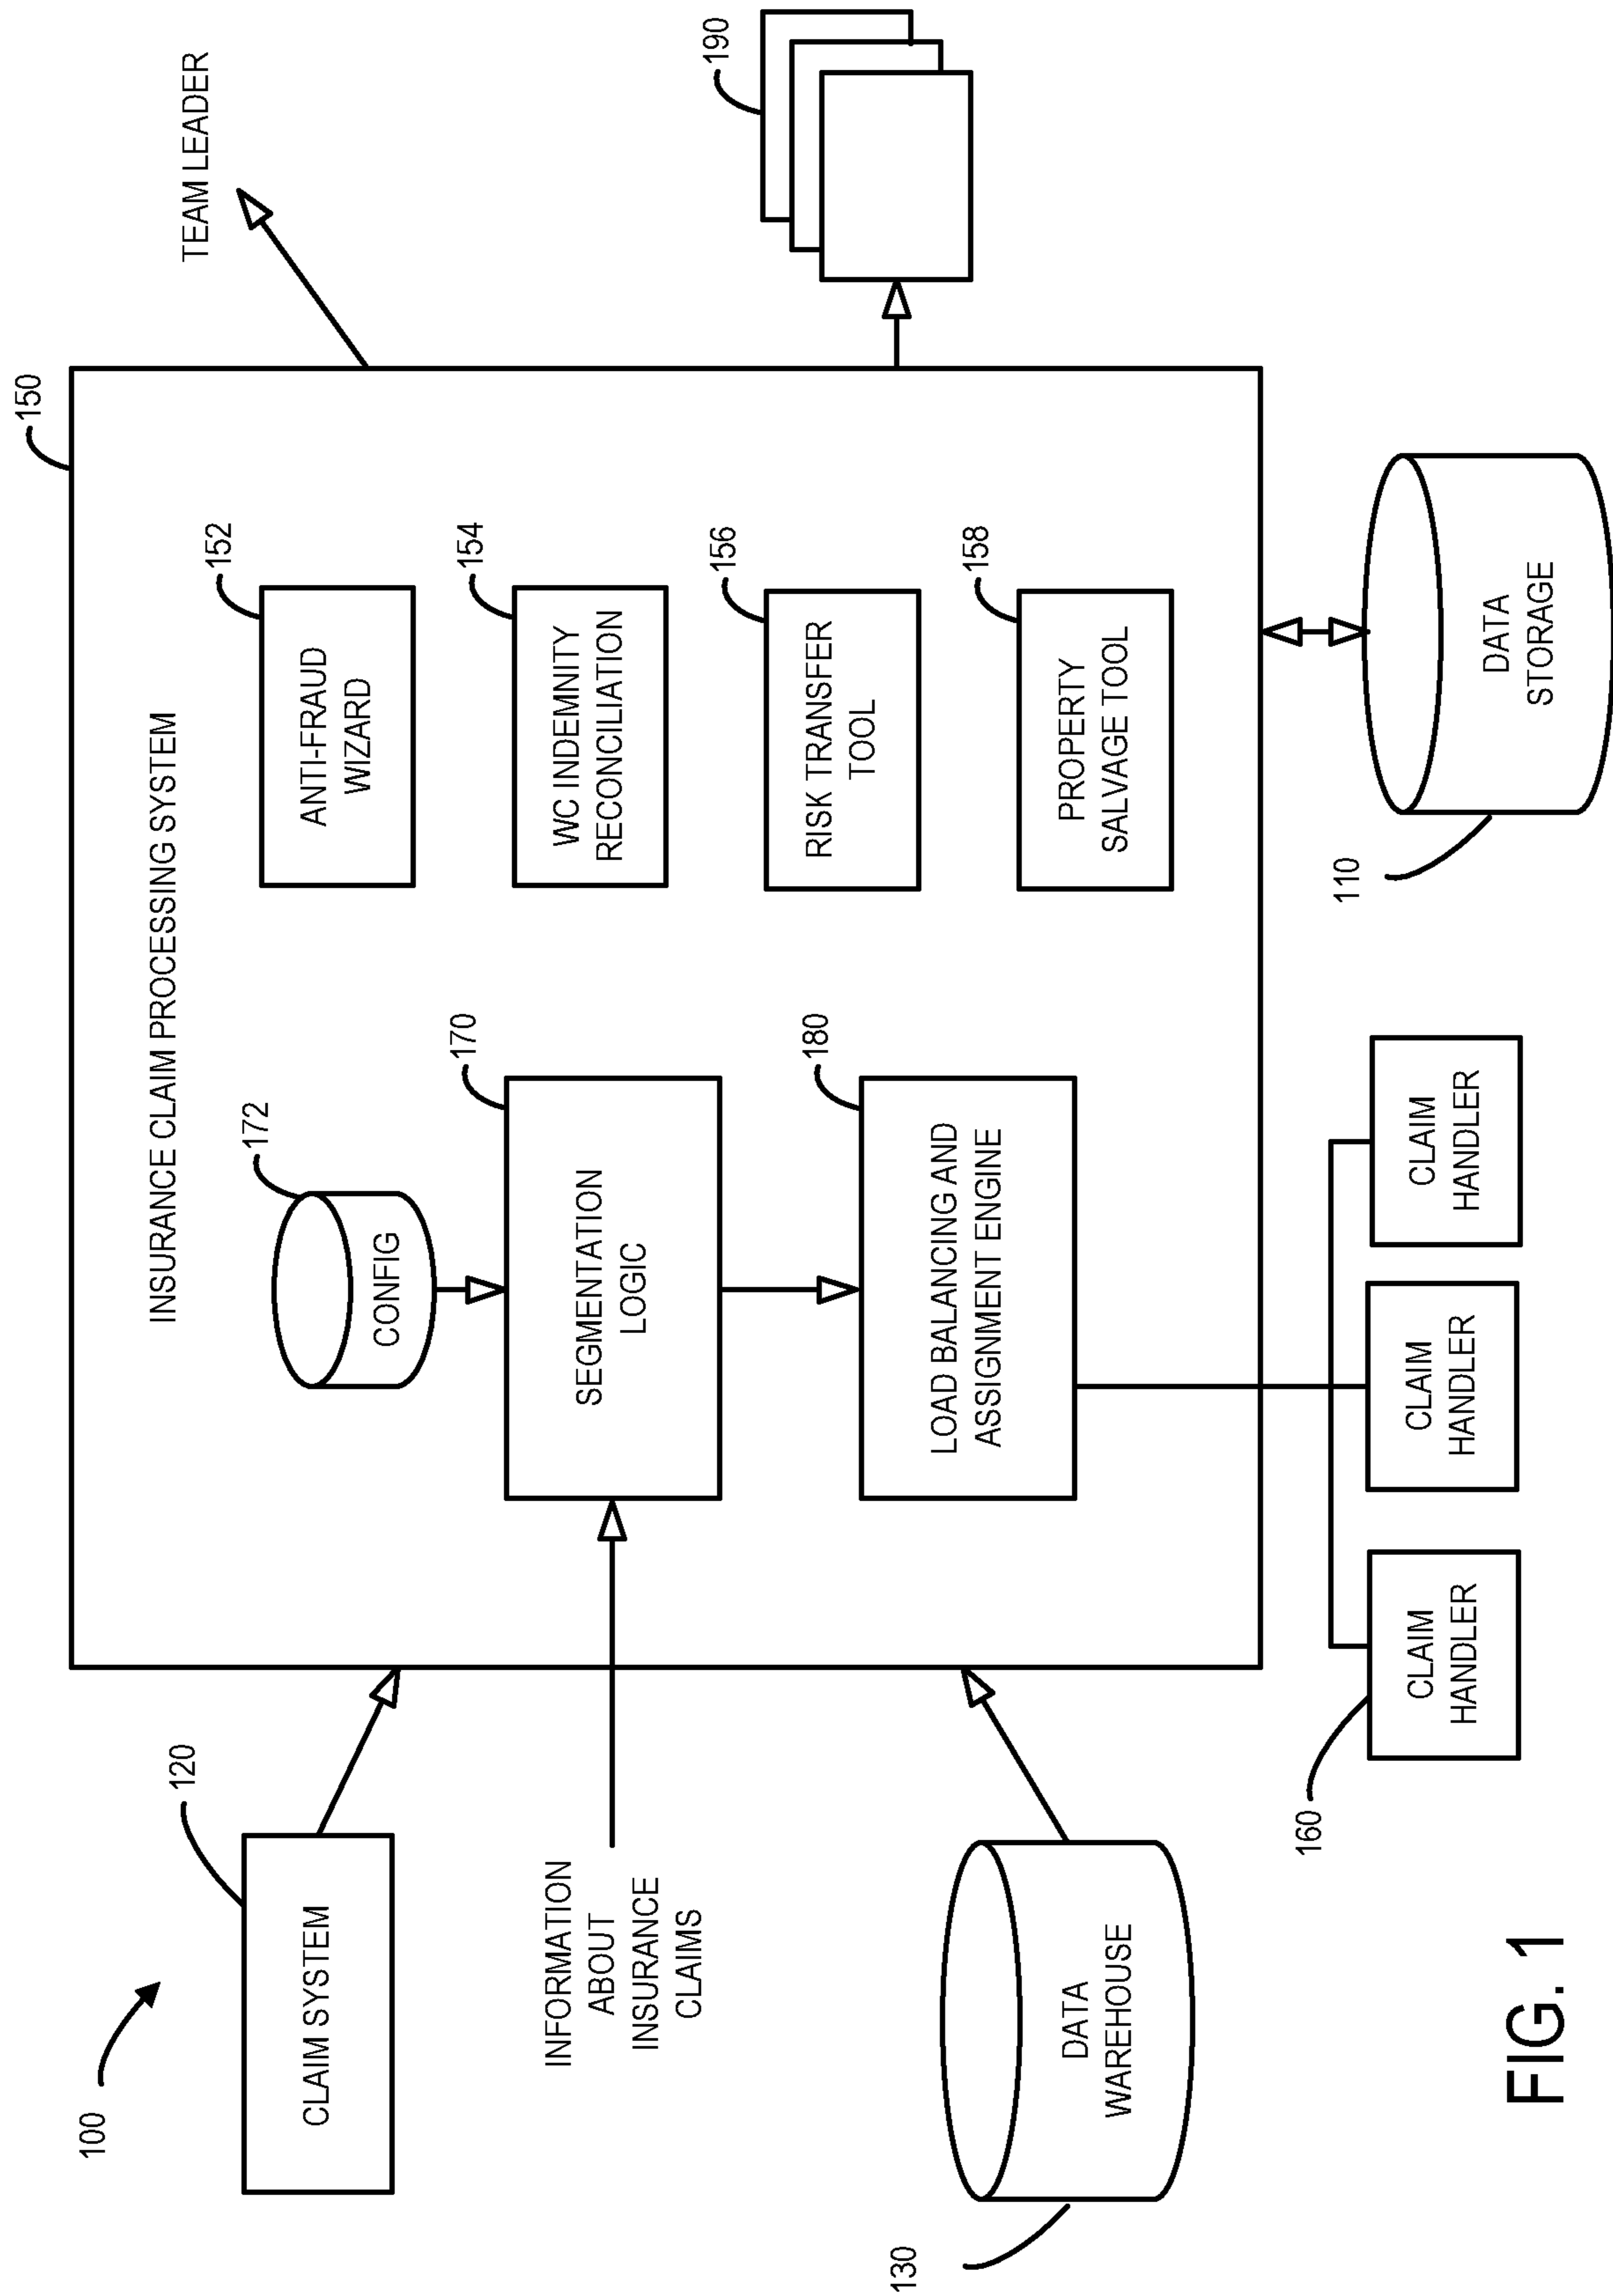 100
CLAIM SYSTEM
120
INFORMATION
ABOUT
INSURANCE
CLAIMS
DATA
WAREHOUSE
130
150
INSURANCE CLAIM PROCESSING SYSTEM
CONFIG
172
SEGMENTATION
LOGIC
170
LOAD BALANCING AND
ASSIGNMENT ENGINE
180
ANTI-FRAUD
WIZARD
152
WC INDEMNITY
RECONCILIATION
154
RISK TRANSFER
TOOL
156
PROPERTY
SALVAGE TOOL
158
TEAM LEADER
190
160
CLAIM
HANDLER
CLAIM
HANDLER
CLAIM
HANDLER
110
DATA
STORAGE
FIG. 1